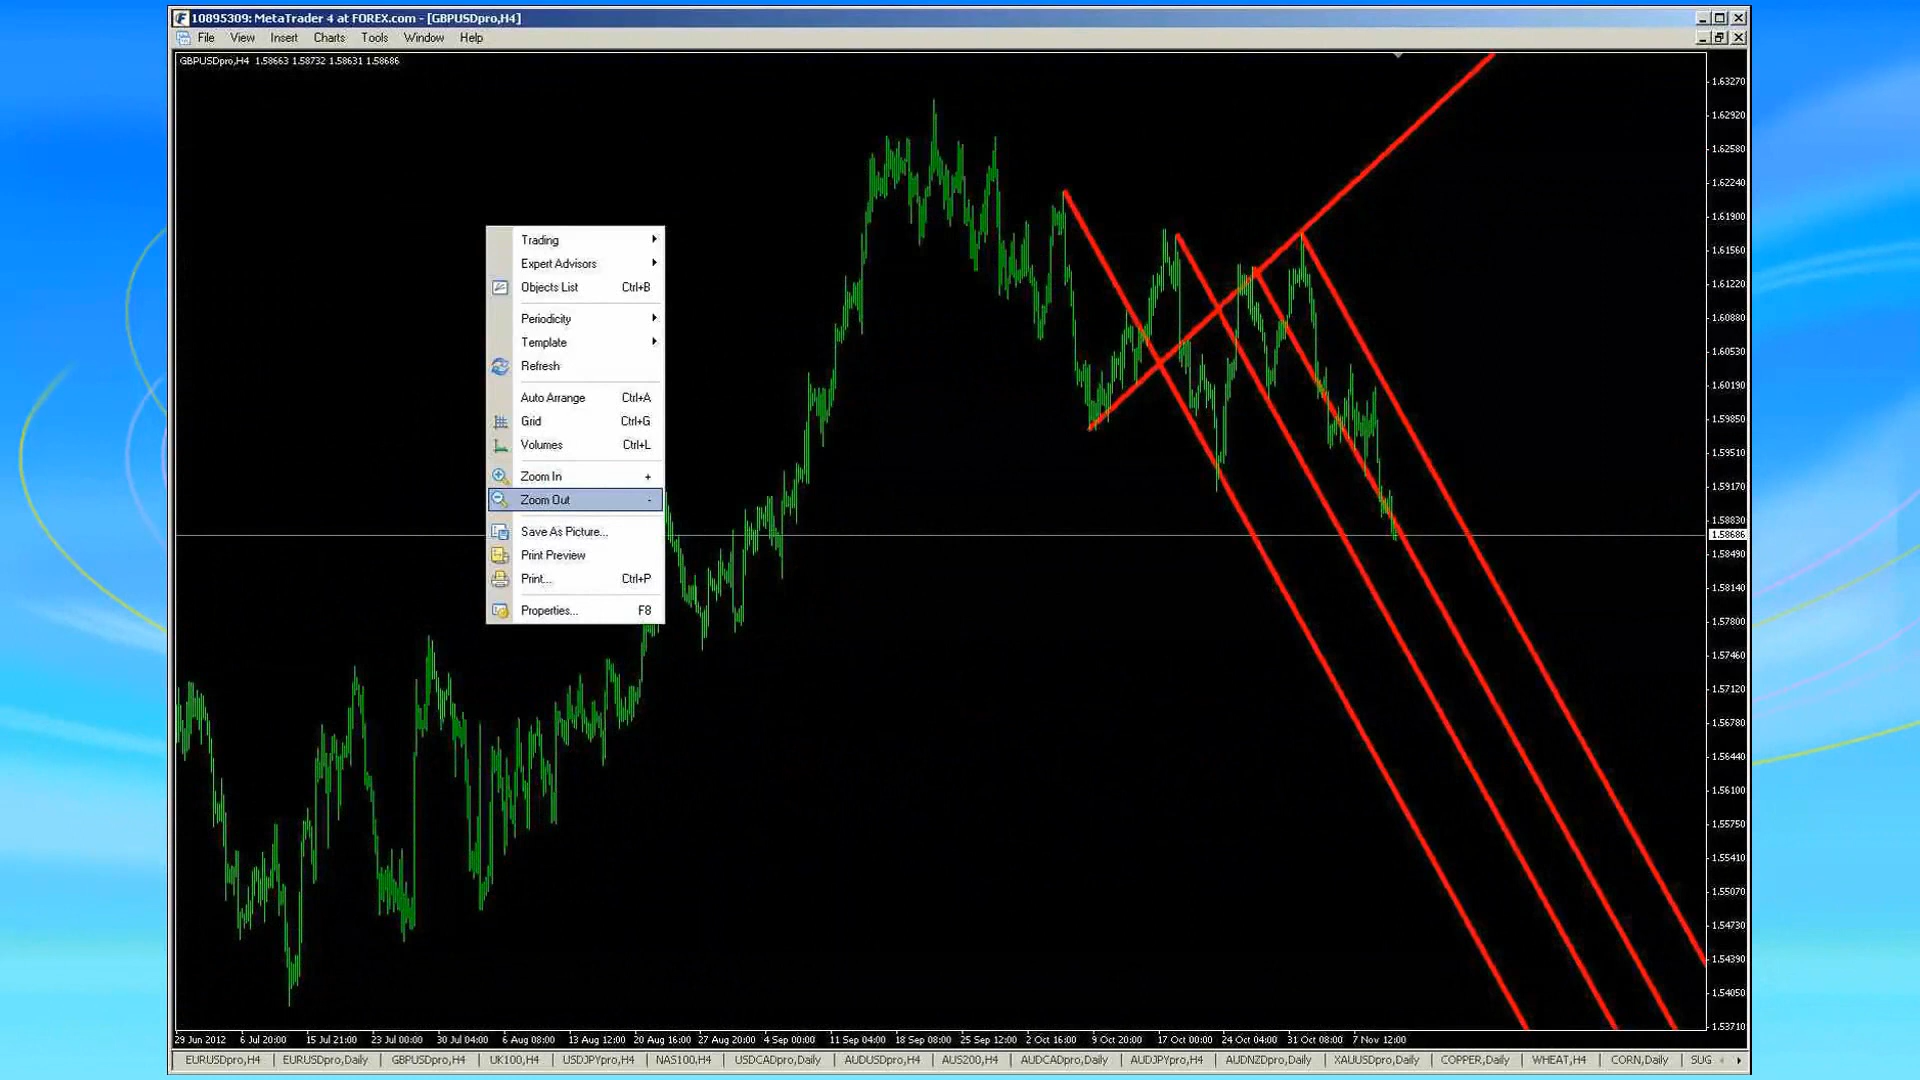 10895309: MetaTrader 4 at FOREX.com - [GBPUSDpro,H4]
File View Insert Charts Tools Window Help
GBPUSDpro,H4 1.58663 1.58732 1.58631 1.58686
Trading
Expert Advisors
Objects List Ctrl+B
Periodicity
Template
Refresh
Auto Arrange Ctrl+A
Grid Ctrl+G
Volumes Ctrl+L
Zoom In +
Zoom Out -
Save As Picture...
Print Preview
Print... Ctrl+P
Properties... F8
1.63270
1.62920
1.62580
1.62240
1.61900
1.61560
1.61220
1.60880
1.60530
1.60190
1.59850
1.59510
1.59170
1.58830
1.58686
1.58490
1.58140
1.57800
1.57460
1.57120
1.56780
1.56440
1.56100
1.55750
1.55410
1.55070
1.54730
1.54390
1.54050
1.53710
29 Jun 2012 6 Jul 20:00 15 Jul 21:00 23 Jul 00:00 30 Jul 04:00 6 Aug 08:00 13 Aug 12:00 20 Aug 16:00 27 Aug 20:00 4 Sep 00:00 11 Sep 04:00 18 Sep 08:00 25 Sep 12:00 2 Oct 16:00 9 Oct 20:00 17 Oct 00:00 24 Oct 04:00 31 Oct 08:00 7 Nov 12:00
EURUSDpro,H4 EURUSDpro,Daily GBPUSDpro,H4 UK100,H4 USDJPYpro,H4 NAS100,H4 USDCADpro,Daily AUDUSDpro,H4 AUS200,H4 AUDCADpro,Daily AUDJPYpro,H4 AUDNZDpro,Daily XAUUSDpro,Daily COPPER,Daily WHEAT,H4 CORN,Daily SUG